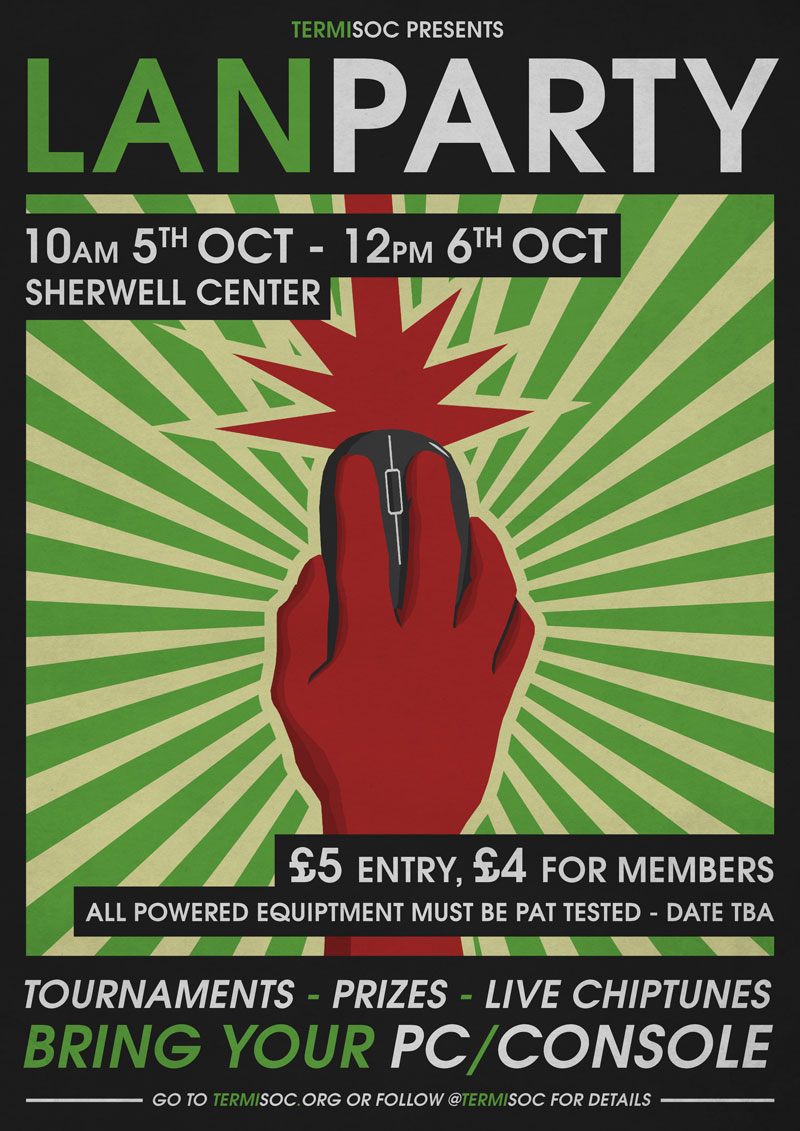 TERMISOC PRESENTS
LANPARTY
10AM 5TH OCT - 12PM 6TH OCT
SHERWELL CENTER
£5 ENTRY, £4 FOR MEMBERS
ALL POWERED EQUIPTMENT MUST BE PAT TESTED - DATE TBA
TOURNAMENTS - PRIZES - LIVE CHIPTUNES
BRING YOUR PC/CONSOLE
GO TO TERMISOC.ORG OR FOLLOW @TERMISOC FOR DETAILS